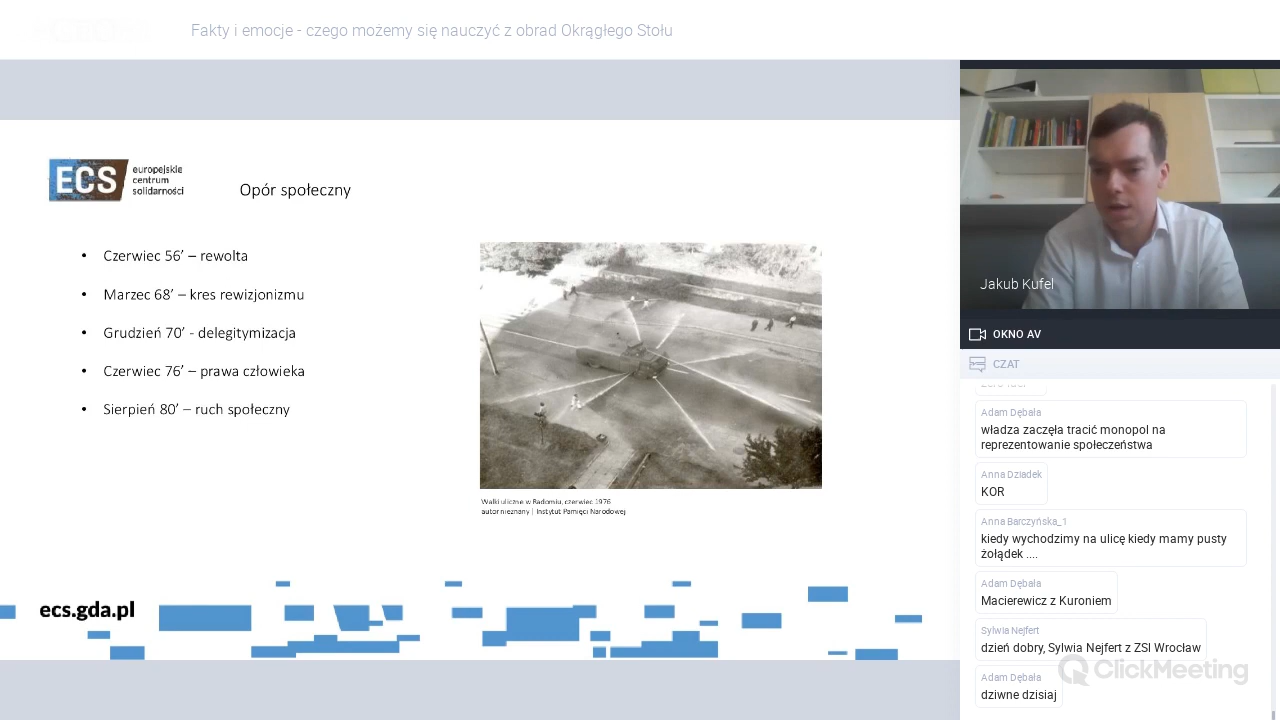 Fakty i emocje - czego możemy się nauczyć z obrad Okrągłego Stołu
ECS
europejskie
centrum
solidarności
Opór społeczny
• Czerwiec 56’ – rewolta
• Marzec 68’ – kres rewizjonizmu
• Grudzień 70’ - delegitymizacja
• Czerwiec 76’ – prawa człowieka
• Sierpień 80’ – ruch społeczny
Walki uliczne w Radomiu, czerwiec 1976
autor nieznany | Instytut Pamięci Narodowej
ecs.gda.pl
Jakub Kufel
OKNO AV
CZAT
Adam Dębała
władza zaczęła tracić monopol na
reprezentowanie społeczeństwa
Anna Dziadek
KOR
Anna Barczyńska_1
kiedy wychodzimy na ulicę kiedy mamy pusty
żołądek ....
Adam Dębała
Macierewicz z Kuroniem
Sylwia Nejfert
dzień dobry, Sylwia Nejfert z ZSI Wrocław
Adam Dębała
dziwne dzisiaj
ClickMeeting